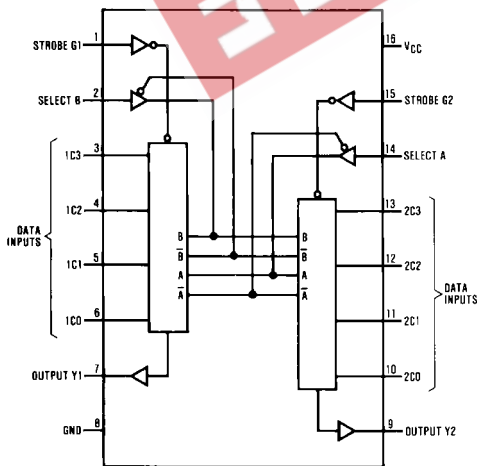 STROBE G1 1
SELECT B 2
1C3 3
1C2 4
1C1 5
1C0 6
DATA
INPUTS
OUTPUT Y1 7
GND 8
16 VCC
15 STROBE G2
14 SELECT A
13 2C3
12 2C2
11 2C1
10 2C0
DATA
INPUTS
9 OUTPUT Y2
B B
B̅ B̅
A A
A̅ A̅